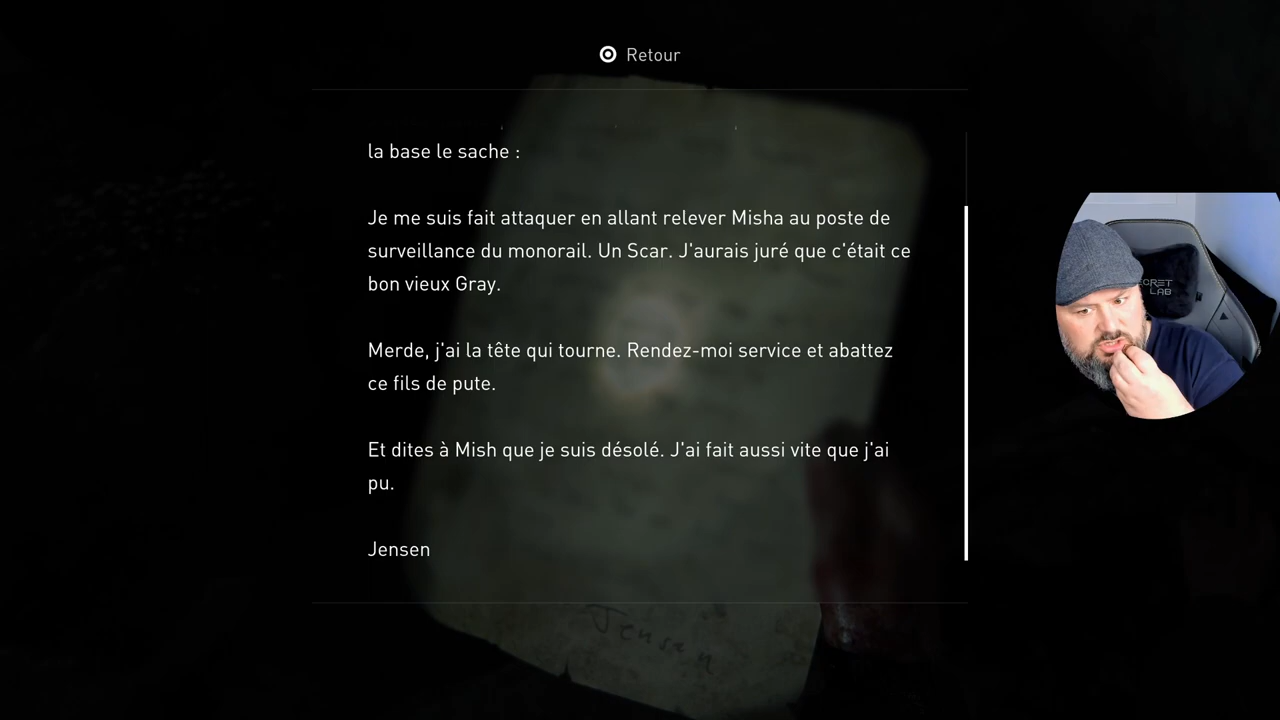 Retour
la base le sache :
Je me suis fait attaquer en allant relever Misha au poste de
surveillance du monorail. Un Scar. J'aurais juré que c'était ce
bon vieux Gray.
Merde, j'ai la tête qui tourne. Rendez-moi service et abattez
ce fils de pute.
Et dites à Mish que je suis désolé. J'ai fait aussi vite que j'ai
pu.
Jensen
Jensen
CRET
LAB